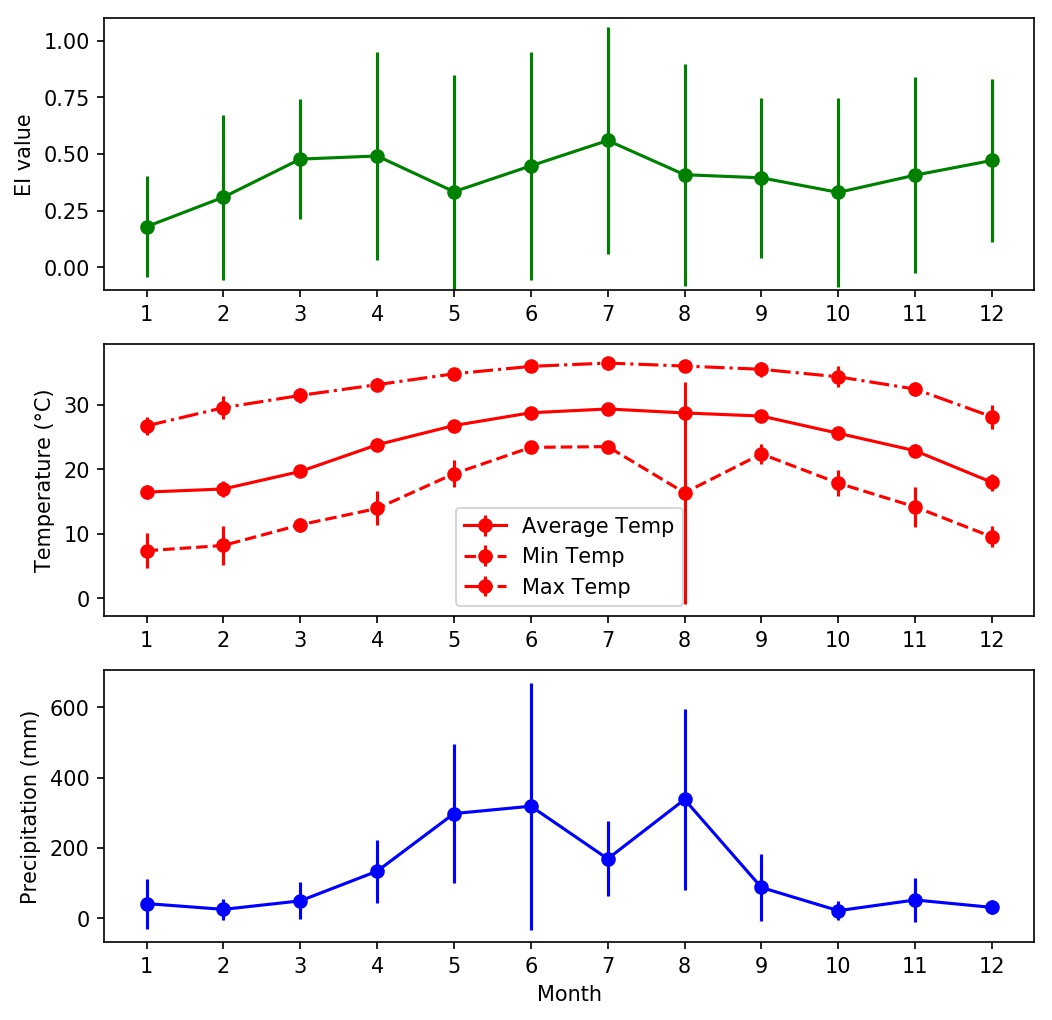 EI value
1.00
0.75
0.50
0.25
0.00
1 2 3 4 5 6 7 8 9 10 11 12
Temperature (°C)
30
20
10
0
Average Temp
Min Temp
Max Temp
1 2 3 4 5 6 7 8 9 10 11 12
Precipitation (mm)
600
400
200
0
1 2 3 4 5 6 7 8 9 10 11 12
Month